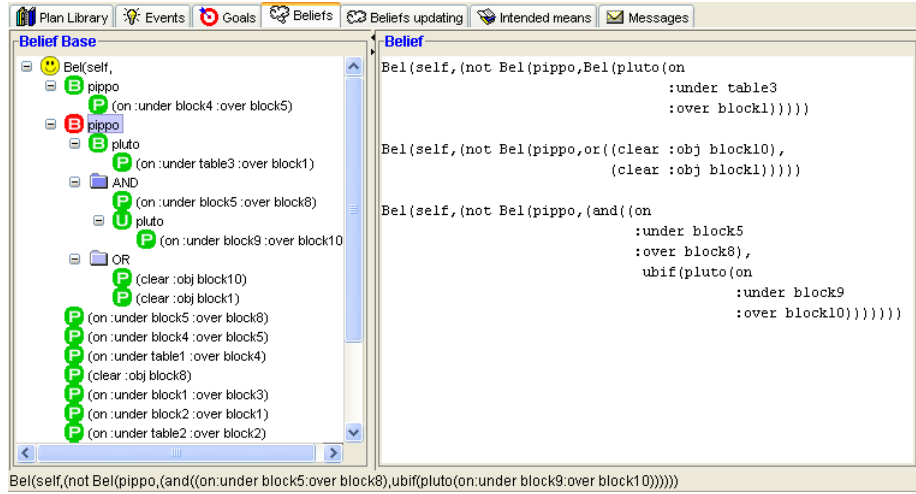 Plan Library Events Goals Beliefs Beliefs updating Intended means Messages
Belief Base
Bel(self,
B pippo
P (on :under block4 :over block5)
B pippo
B pluto
P (on :under table3 :over block1)
AND
P (on :under block5 :over block8)
U pluto
P (on :under block9 :over block10
OR
P (clear :obj block10)
P (clear :obj block1)
P (on :under block5 :over block8)
P (on :under block4 :over block5)
P (on :under table1 :over block4)
P (clear :obj block8)
P (on :under block1 :over block3)
P (on :under block2 :over block1)
P (on :under table2 :over block2)
Belief
Bel(self,(not Bel(pippo,Bel(pluto(on
:under table3
:over block1)))))
Bel(self,(not Bel(pippo,or((clear :obj block10),
(clear :obj block1)))))
Bel(self,(not Bel(pippo,(and((on
:under block5
:over block8),
ubif(pluto(on
:under block9
:over block10)))))))
Bel(self,(not Bel(pippo,(and((on:under block5:over block8),ubif(pluto(on:under block9:over block10))))))